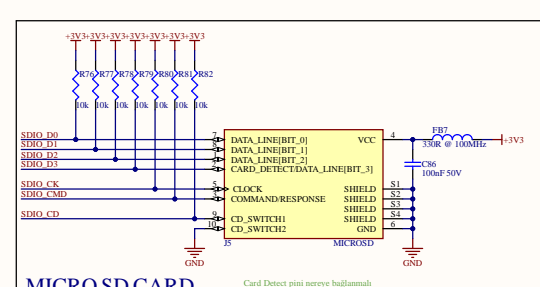 +3V3 +3V3 +3V3 +3V3 +3V3 +3V3 +3V3
R76 R77 R78 R79 R80 R81 R82
10k 10k 10k 10k 10k 10k 10k
SDIO_D0
SDIO_D1
SDIO_D2
SDIO_D3
SDIO_CK
SDIO_CMD
SDIO_CD
7 DATA_LINE[BIT_0]
8 DATA_LINE[BIT_1]
DATA_LINE[BIT_2]
CARD_DETECT/DATA_LINE[BIT_3]
5 CLOCK
COMMAND/RESPONSE
9 CD_SWITCH1
10 CD_SWITCH2
VCC 4
SHIELD S1
SHIELD S2
SHIELD S3
SHIELD S4
GND 6
J5 MICROSD
FB7
330R @ 100MHz
+3V3
C86
100nF 50V
GND
GND
MICRO SD CARD
Card Detect pini nereye bağlanmalı